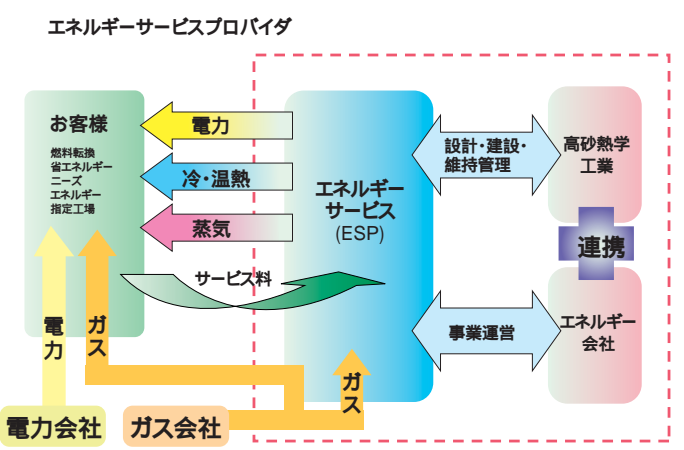 エネルギーサービスプロバイダ
お客様
燃料転換
省エネルギー
ニーズ
エネルギー
指定工場
電力
冷・温熱
蒸気
サービス料
エネルギー
サービス
(ESP)
設計・建設・
維持管理
高砂熱学
工業
連携
事業運営
エネルギー
会社
電力
ガス
ガス
電力会社
ガス会社